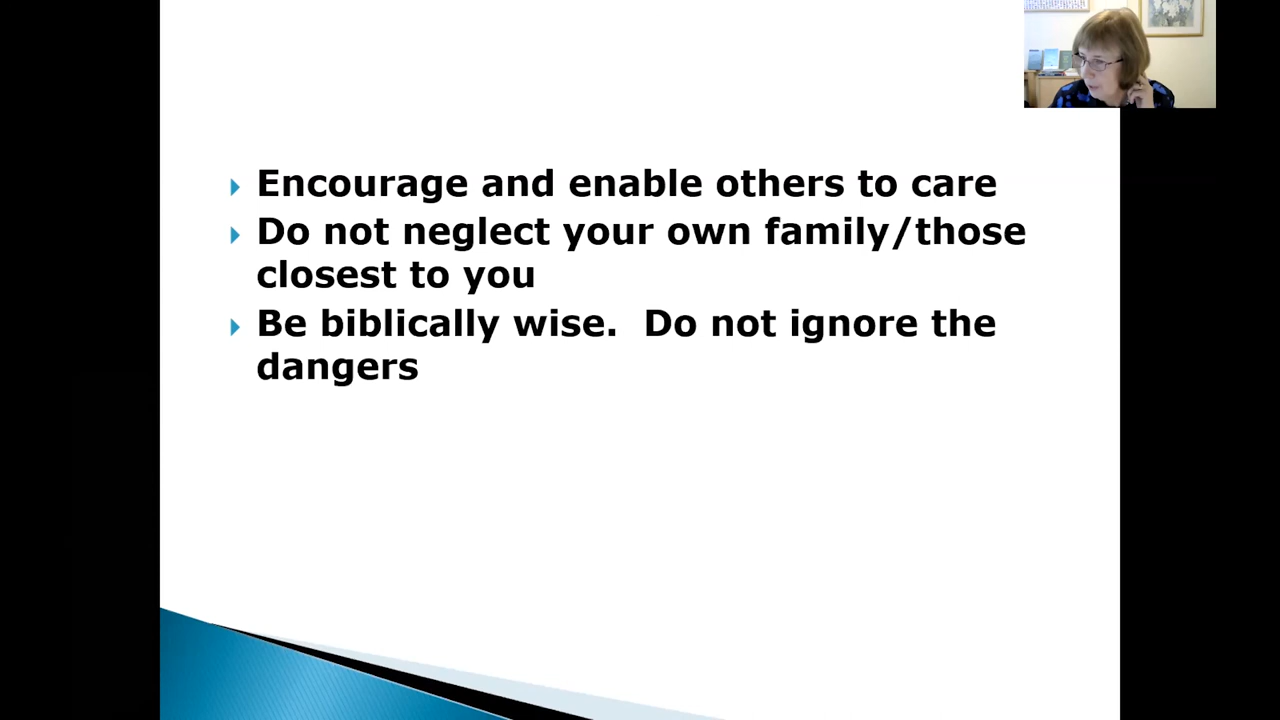 Encourage and enable others to care
Do not neglect your own family/those
closest to you
Be biblically wise.  Do not ignore the
dangers